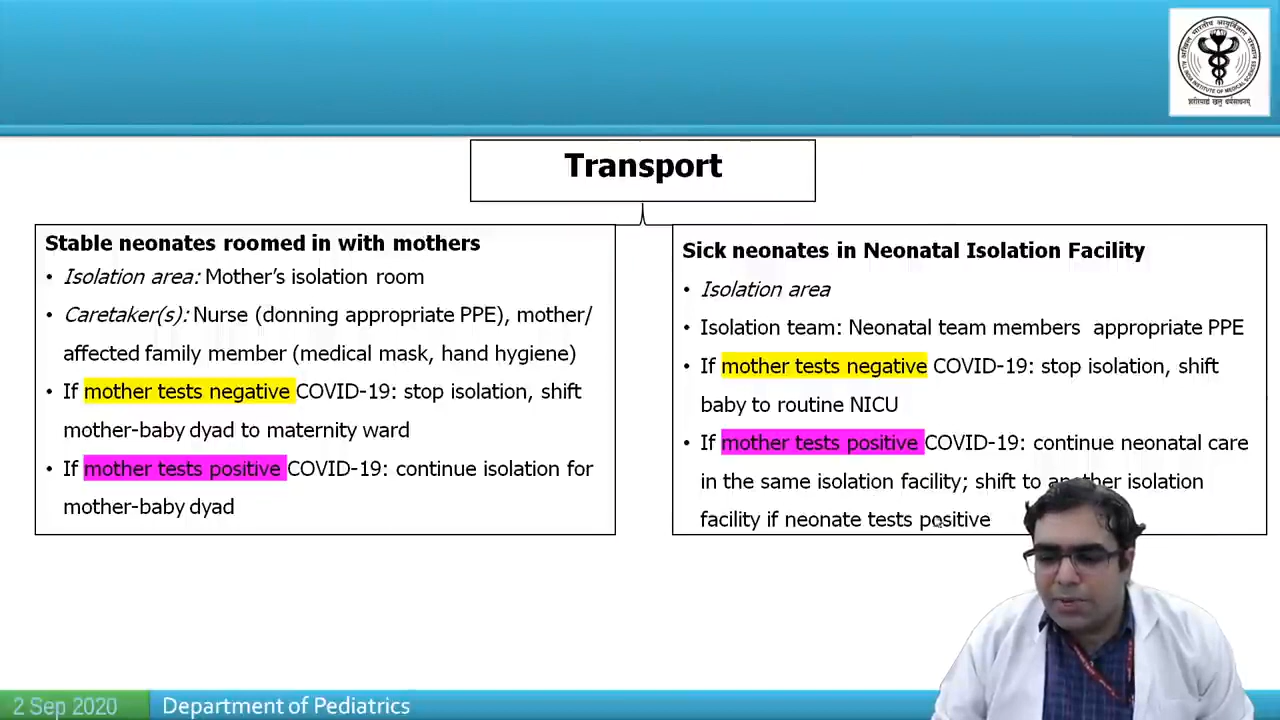 Transport
Stable neonates roomed in with mothers
• Isolation area: Mother's isolation room
• Caretaker(s): Nurse (donning appropriate PPE), mother/
affected family member (medical mask, hand hygiene)
• If mother tests negative COVID-19: stop isolation, shift
mother-baby dyad to maternity ward
• If mother tests positive COVID-19: continue isolation for
mother-baby dyad
Sick neonates in Neonatal Isolation Facility
• Isolation area
• Isolation team: Neonatal team members appropriate PPE
• If mother tests negative COVID-19: stop isolation, shift
baby to routine NICU
• If mother tests positive COVID-19: continue neonatal care
in the same isolation facility; shift to another isolation
facility if neonate tests positive
2 Sep 2020
Department of Pediatrics